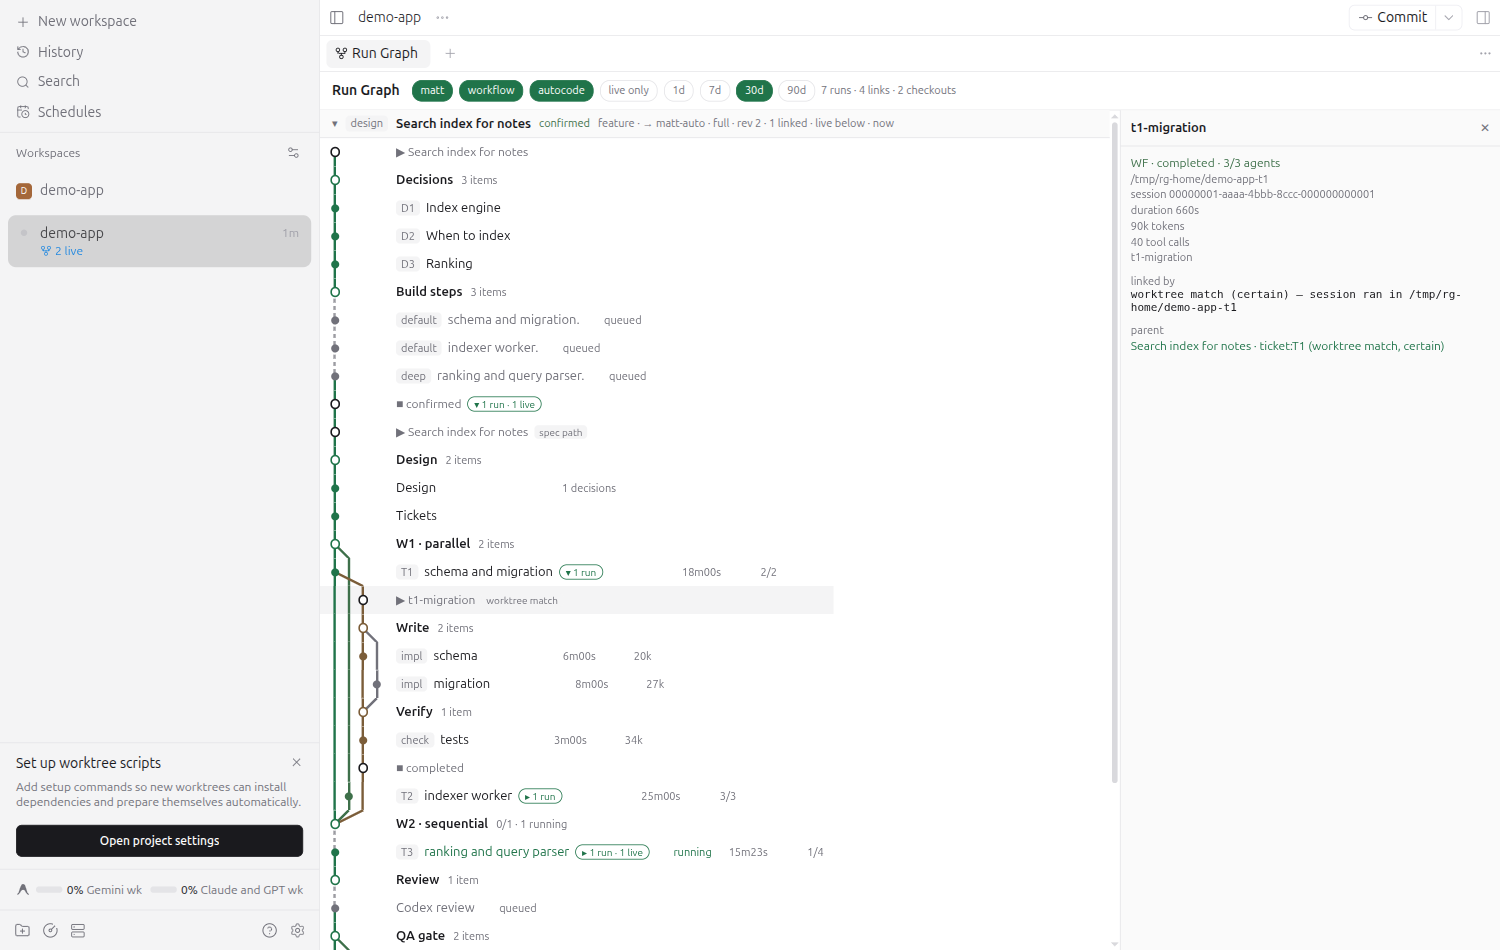 New workspace
History
Search
Schedules
Workspaces
D demo-app
demo-app 1m
2 live
Set up worktree scripts
Add setup commands so new worktrees can install
dependencies and prepare themselves automatically.
Open project settings
0% Gemini wk 0% Claude and GPT wk
demo-app
Commit
Run Graph
Run Graph matt workflow autocode live only 1d 7d 30d 90d 7 runs · 4 links · 2 checkouts
▾ design Search index for notes confirmed feature · → matt-auto · full · rev 2 · 1 linked · live below · now
▶ Search index for notes
Decisions 3 items
D1 Index engine
D2 When to index
D3 Ranking
Build steps 3 items
default schema and migration. queued
default indexer worker. queued
deep ranking and query parser. queued
■ confirmed ▾ 1 run · 1 live
▶ Search index for notes spec path
Design 2 items
Design 1 decisions
Tickets
W1 · parallel 2 items
T1 schema and migration ▾ 1 run 18m00s 2/2
▶ t1-migration worktree match
Write 2 items
impl schema 6m00s 20k
impl migration 8m00s 27k
Verify 1 item
check tests 3m00s 34k
■ completed
T2 indexer worker ▸ 1 run 25m00s 3/3
W2 · sequential 0/1 · 1 running
T3 ranking and query parser ▸ 1 run · 1 live running 15m23s 1/4
Review 1 item
Codex review queued
QA gate 2 items
t1-migration
WF · completed · 3/3 agents
/tmp/rg-home/demo-app-t1
session 00000001-aaaa-4bbb-8ccc-000000000001
duration 660s
90k tokens
40 tool calls
t1-migration
linked by
worktree match (certain) — session ran in /tmp/rg-
home/demo-app-t1
parent
Search index for notes · ticket:T1 (worktree match, certain)